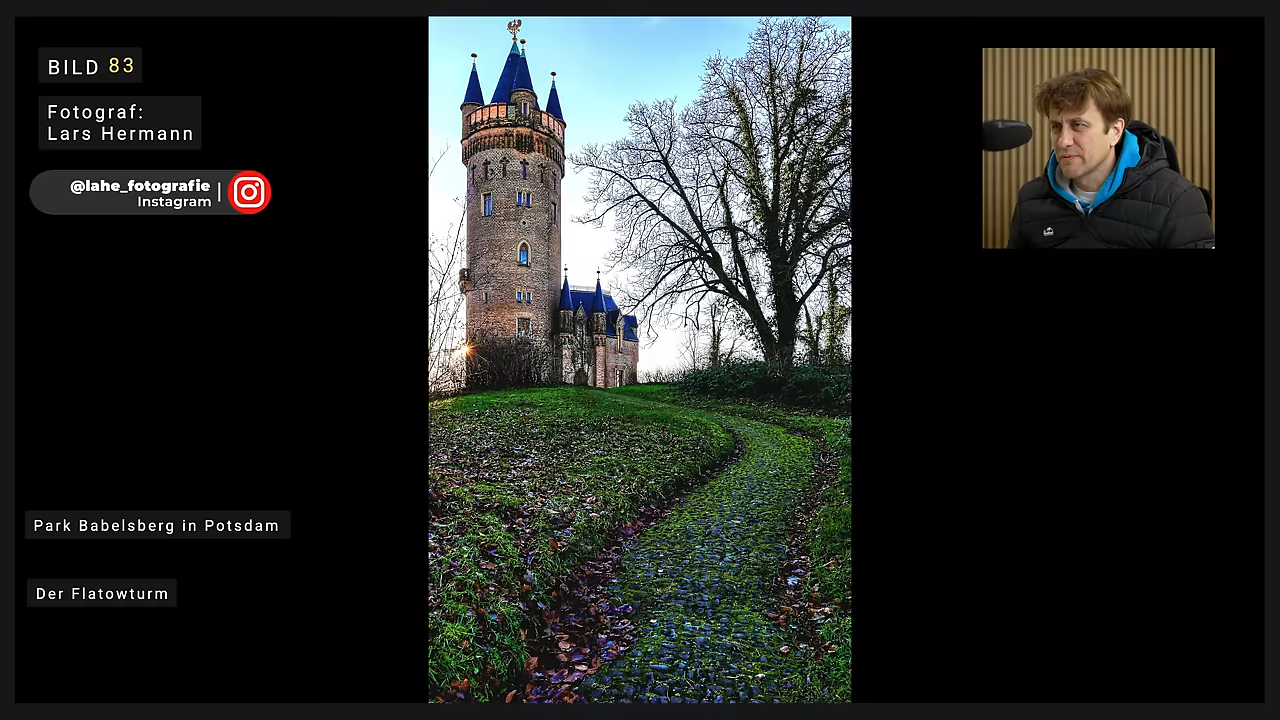 BILD 83
Fotograf:
Lars Hermann
@lahe_fotografie
Instagram
Park Babelsberg in Potsdam
Der Flatowturm